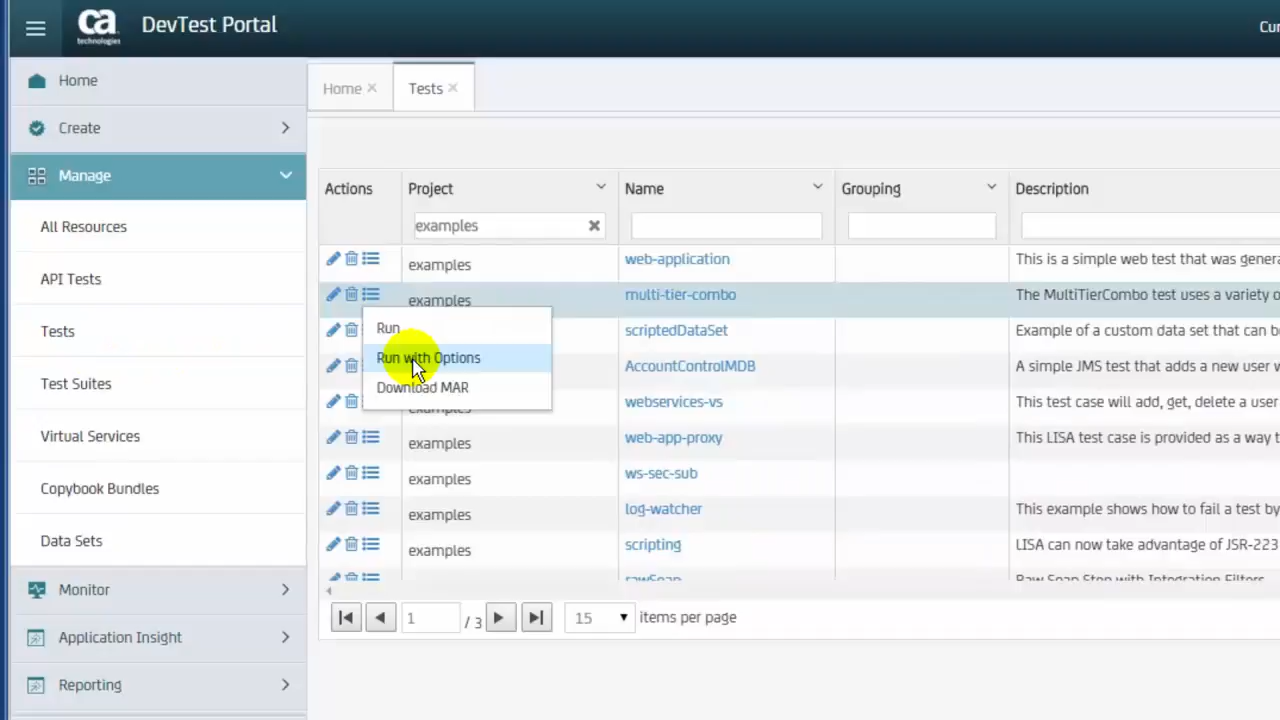 ca
technologies
DevTest Portal
Cur
Home
Create
Manage
All Resources
API Tests
Tests
Test Suites
Virtual Services
Copybook Bundles
Data Sets
Monitor
Application Insight
Reporting
Home
Tests
Actions Project Name Grouping Description
examples
examples web-application This is a simple web test that was genera
examples multi-tier-combo The MultiTierCombo test uses a variety o
scriptedDataSet Example of a custom data set that can b
AccountControlMDB A simple JMS test that adds a new user w
examples webservices-vs This test case will add, get, delete a user
examples web-app-proxy This LISA test case is provided as a way t
examples ws-sec-sub
examples log-watcher This example shows how to fail a test by
examples scripting LISA can now take advantage of JSR-223
rawSoap Raw Soap Step with Integration Filters
Run
Run with Options
Download MAR
1 / 3 15 items per page